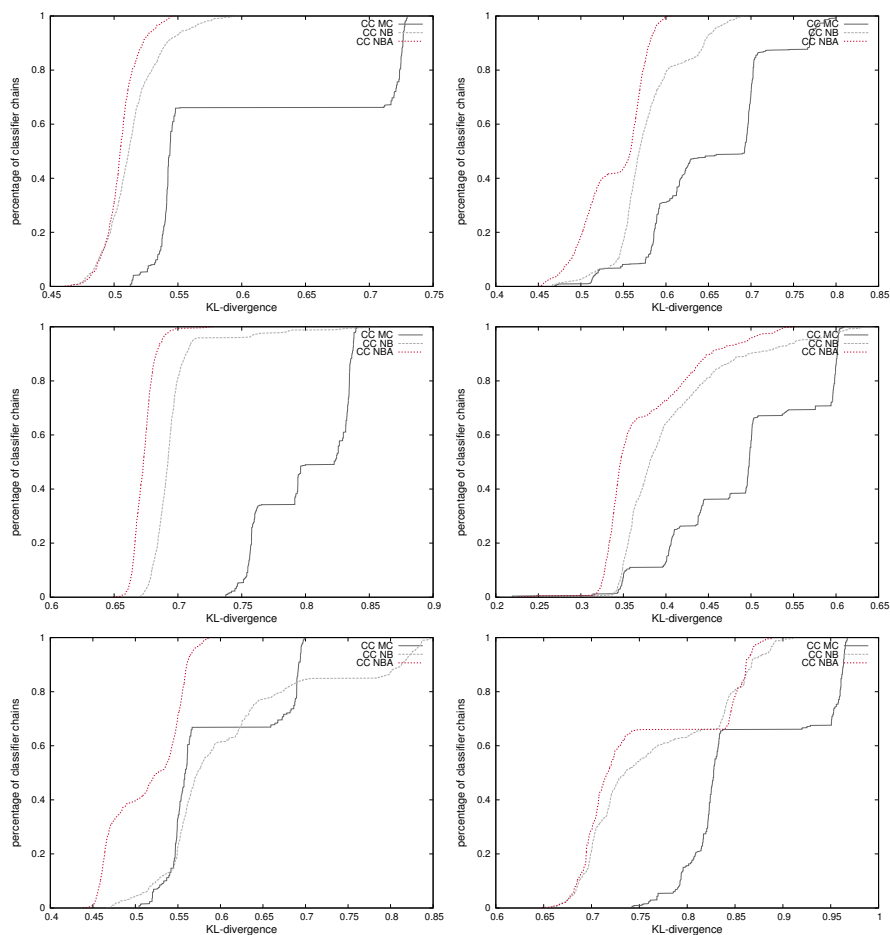 1
0.8
0.6
0.4
0.2
0
percentage of classifier chains
0.45 0.5 0.55 0.6 0.65 0.7 0.75
KL-divergence
CC MC
CC NB
CC NBA
1
0.8
0.6
0.4
0.2
0
percentage of classifier chains
0.4 0.45 0.5 0.55 0.6 0.65 0.7 0.75 0.8 0.85
KL-divergence
CC MC
CC NB
CC NBA
1
0.8
0.6
0.4
0.2
0
percentage of classifier chains
0.6 0.65 0.7 0.75 0.8 0.85 0.9
KL-divergence
CC MC
CC NB
CC NBA
1
0.8
0.6
0.4
0.2
0
percentage of classifier chains
0.2 0.25 0.3 0.35 0.4 0.45 0.5 0.55 0.6 0.65
KL-divergence
CC MC
CC NB
CC NBA
1
0.8
0.6
0.4
0.2
0
percentage of classifier chains
0.4 0.45 0.5 0.55 0.6 0.65 0.7 0.75 0.8 0.85
KL-divergence
CC MC
CC NB
CC NBA
1
0.8
0.6
0.4
0.2
0
percentage of classifier chains
0.6 0.65 0.7 0.75 0.8 0.85 0.9 0.95 1
KL-divergence
CC MC
CC NB
CC NBA